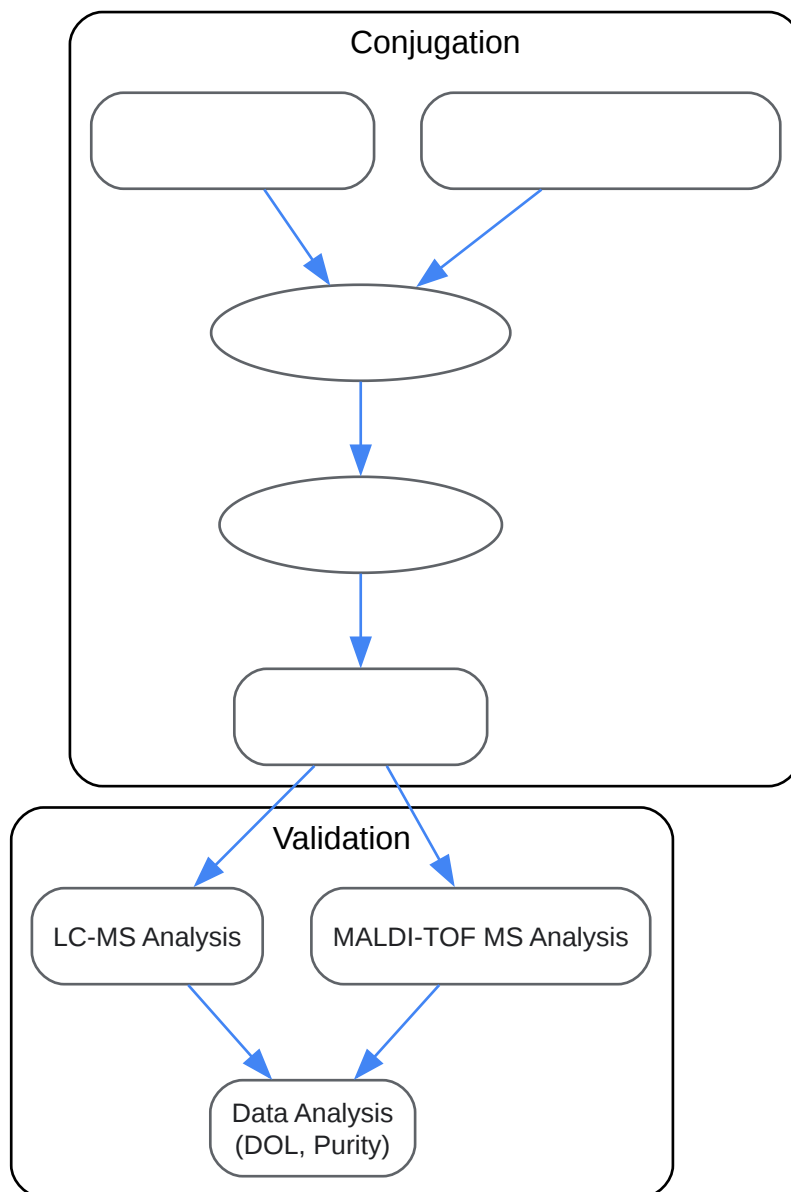 Conjugation
Validation
LC-MS Analysis
MALDI-TOF MS Analysis
Data Analysis
(DOL, Purity)